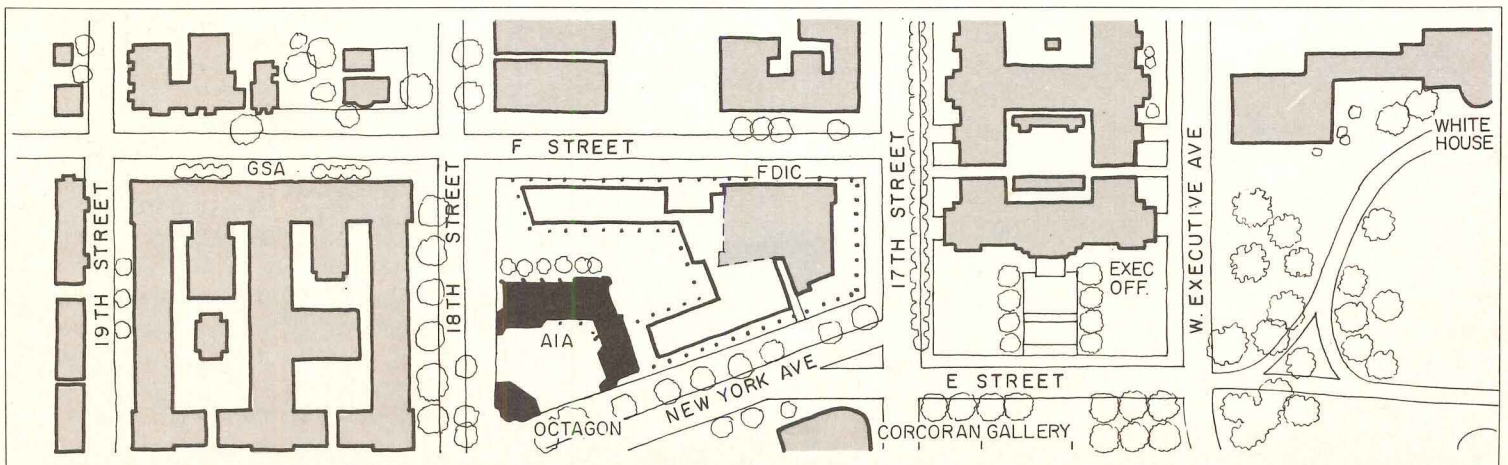 F STREET
GSA
FDIC
WHITE
HOUSE
19TH STREET
18TH STREET
17TH STREET
W. EXECUTIVE AVE
EXEC
OFF.
AIA
E STREET
NEW YORK AVE
OCTAGON
CORCORAN GALLERY